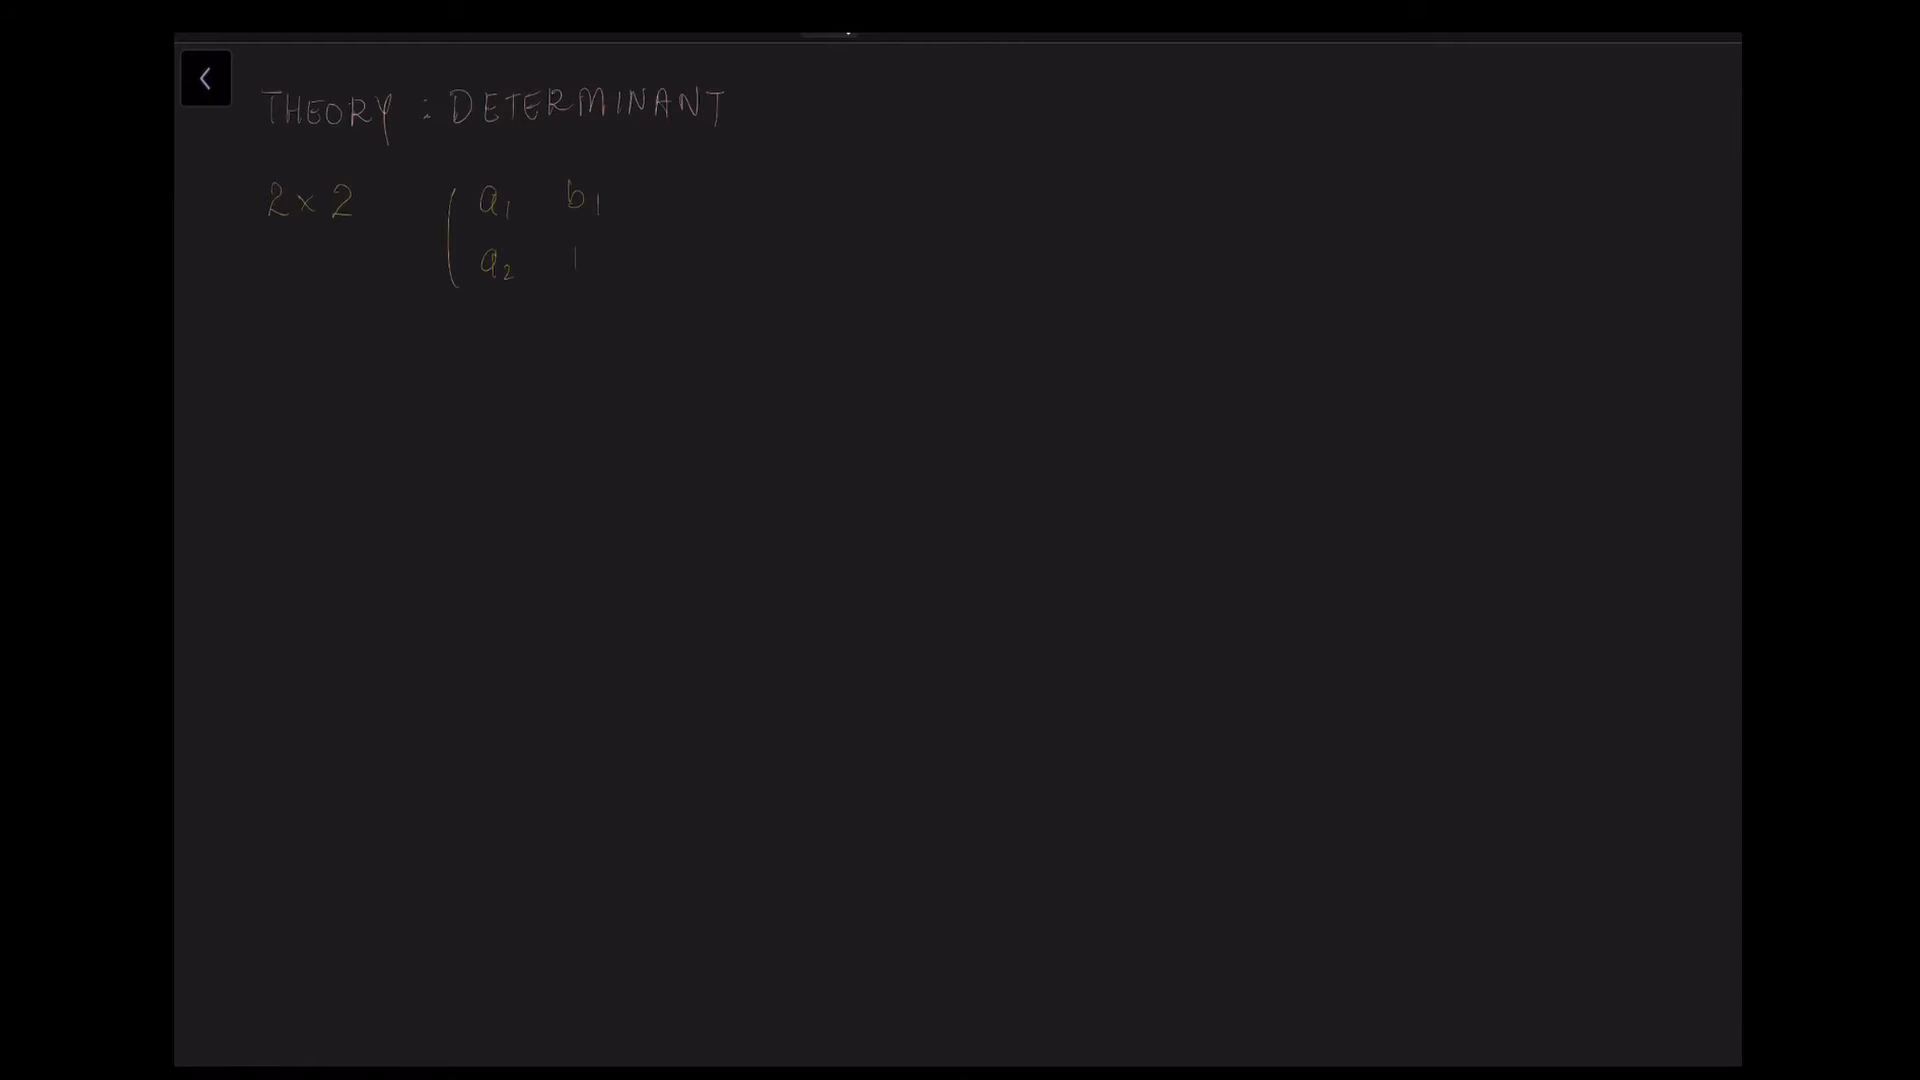 THEORY : DETERMINANT
2 x 2 ( a₁ b₁
a₂ |